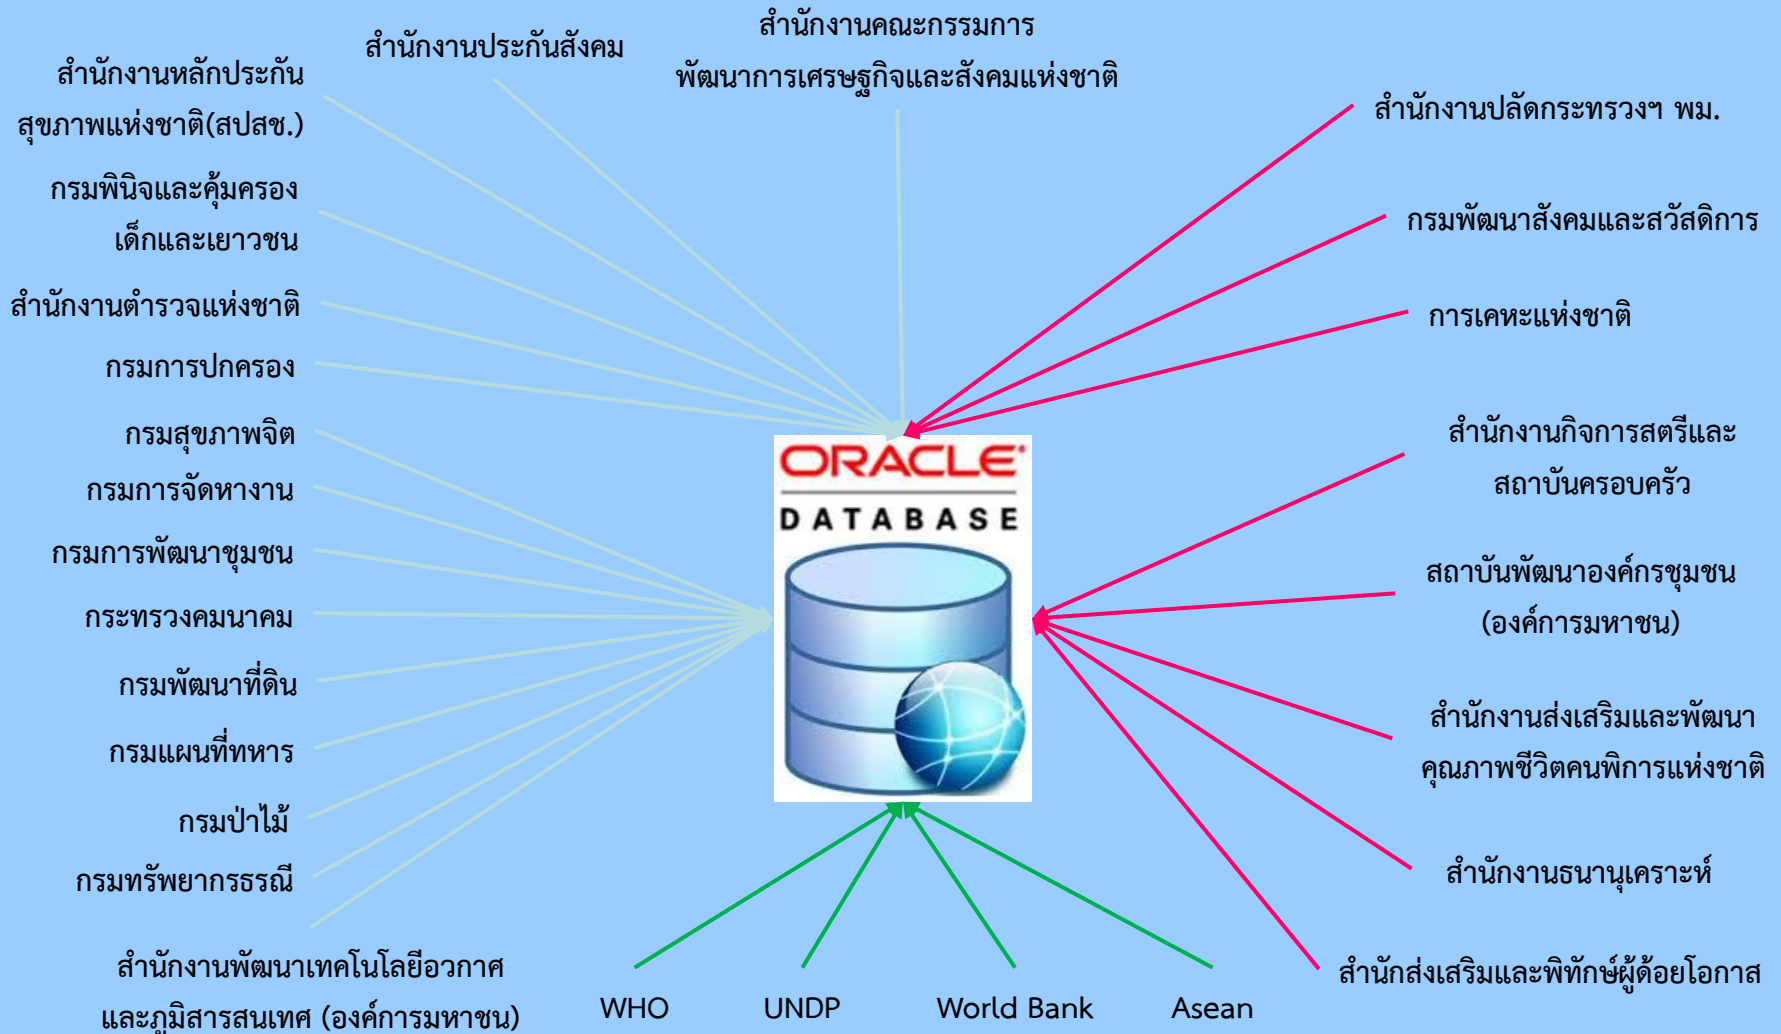 สำนักงานประกันสังคม
สำนักงานคณะกรรมการ
พัฒนาการเศรษฐกิจและสังคมแห่งชาติ
สำนักงานหลักประกัน
สุขภาพแห่งชาติ(สปสช.)
กรมพินิจและคุ้มครอง
เด็กและเยาวชน
สำนักงานตำรวจแห่งชาติ
กรมการปกครอง
กรมสุขภาพจิต
กรมการจัดหางาน
กรมการพัฒนาชุมชน
กระทรวงคมนาคม
กรมพัฒนาที่ดิน
กรมแผนที่ทหาร
กรมป่าไม้
กรมทรัพยากรธรณี
สำนักงานพัฒนาเทคโนโลยีอวกาศ
และภูมิสารสนเทศ (องค์การมหาชน)
ORACLE
DATABASE
WHO
UNDP
World Bank
Asean
สำนักงานปลัดกระทรวงฯ พม.
กรมพัฒนาสังคมและสวัสดิการ
การเคหะแห่งชาติ
สำนักงานกิจการสตรีและ
สถาบันครอบครัว
สถาบันพัฒนาองค์กรชุมชน
(องค์การมหาชน)
สำนักงานส่งเสริมและพัฒนา
คุณภาพชีวิตคนพิการแห่งชาติ
สำนักงานธนานุเคราะห์
สำนักส่งเสริมและพิทักษ์ผู้ด้อยโอกาส